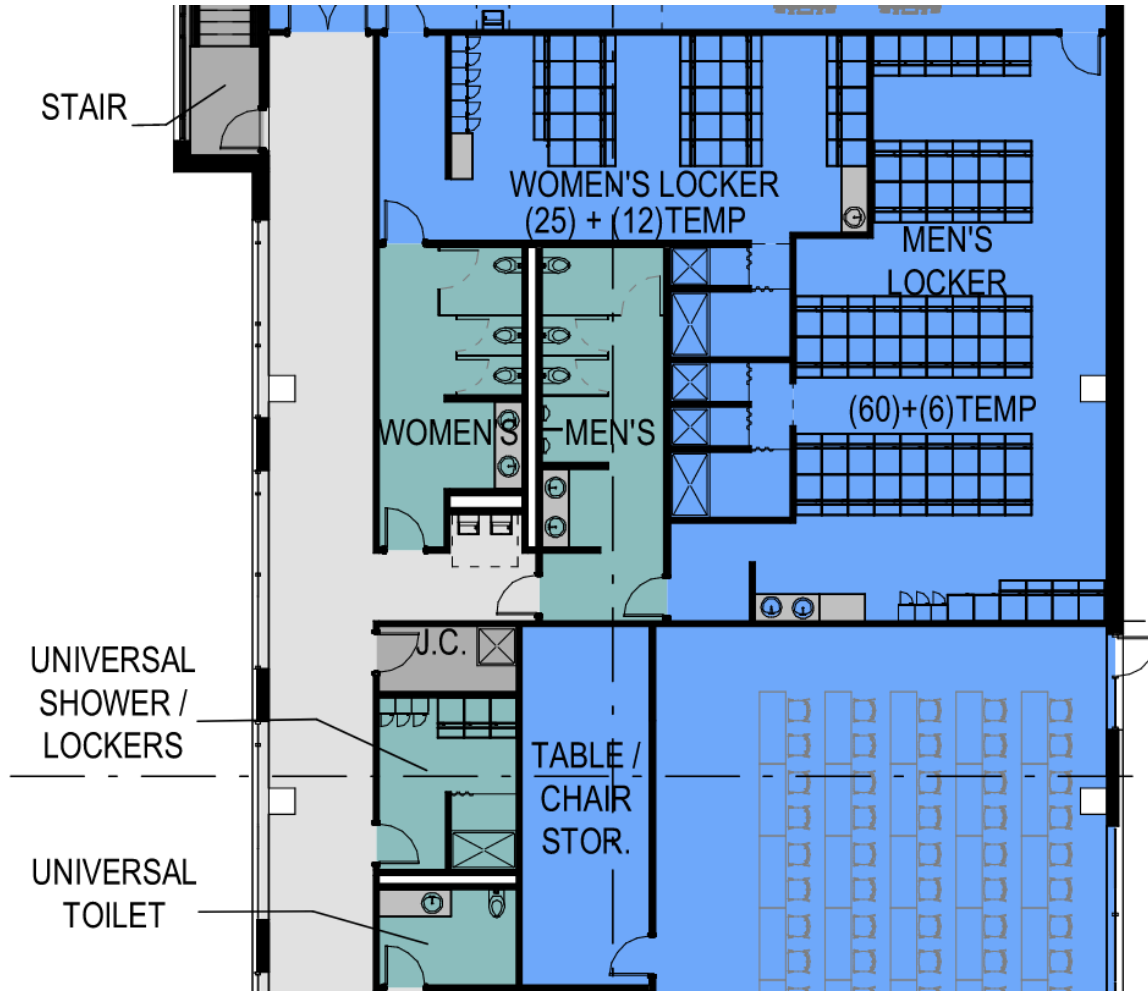 STAIR
WOMEN'S LOCKER
(25) + (12)TEMP
MEN'S
LOCKER
(60)+(6)TEMP
WOMEN'S
MEN'S
J.C.
UNIVERSAL
SHOWER /
LOCKERS
TABLE /
CHAIR
STOR.
UNIVERSAL
TOILET